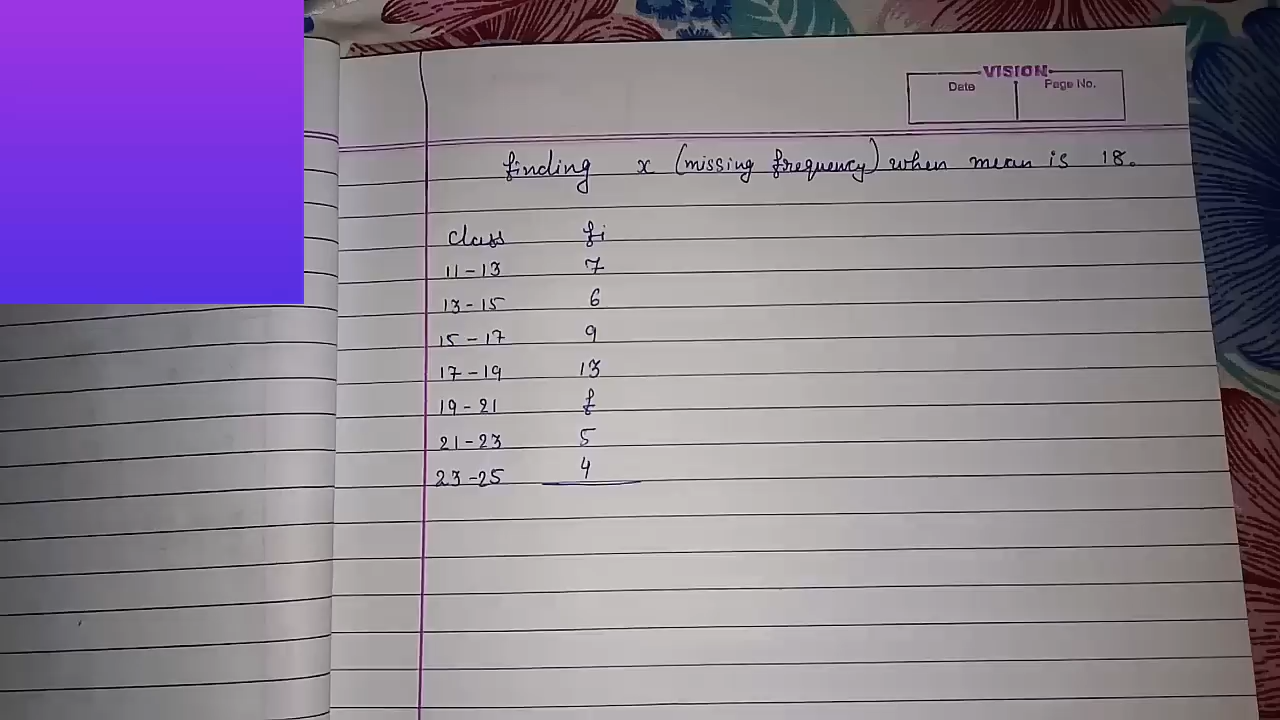 VISION
Date Page No.
finding x (missing frequency) when mean is 18.
class fi
11-13 7
13-15 6
15-17 9
17-19 13
19-21 f
21-23 5
23-25 4